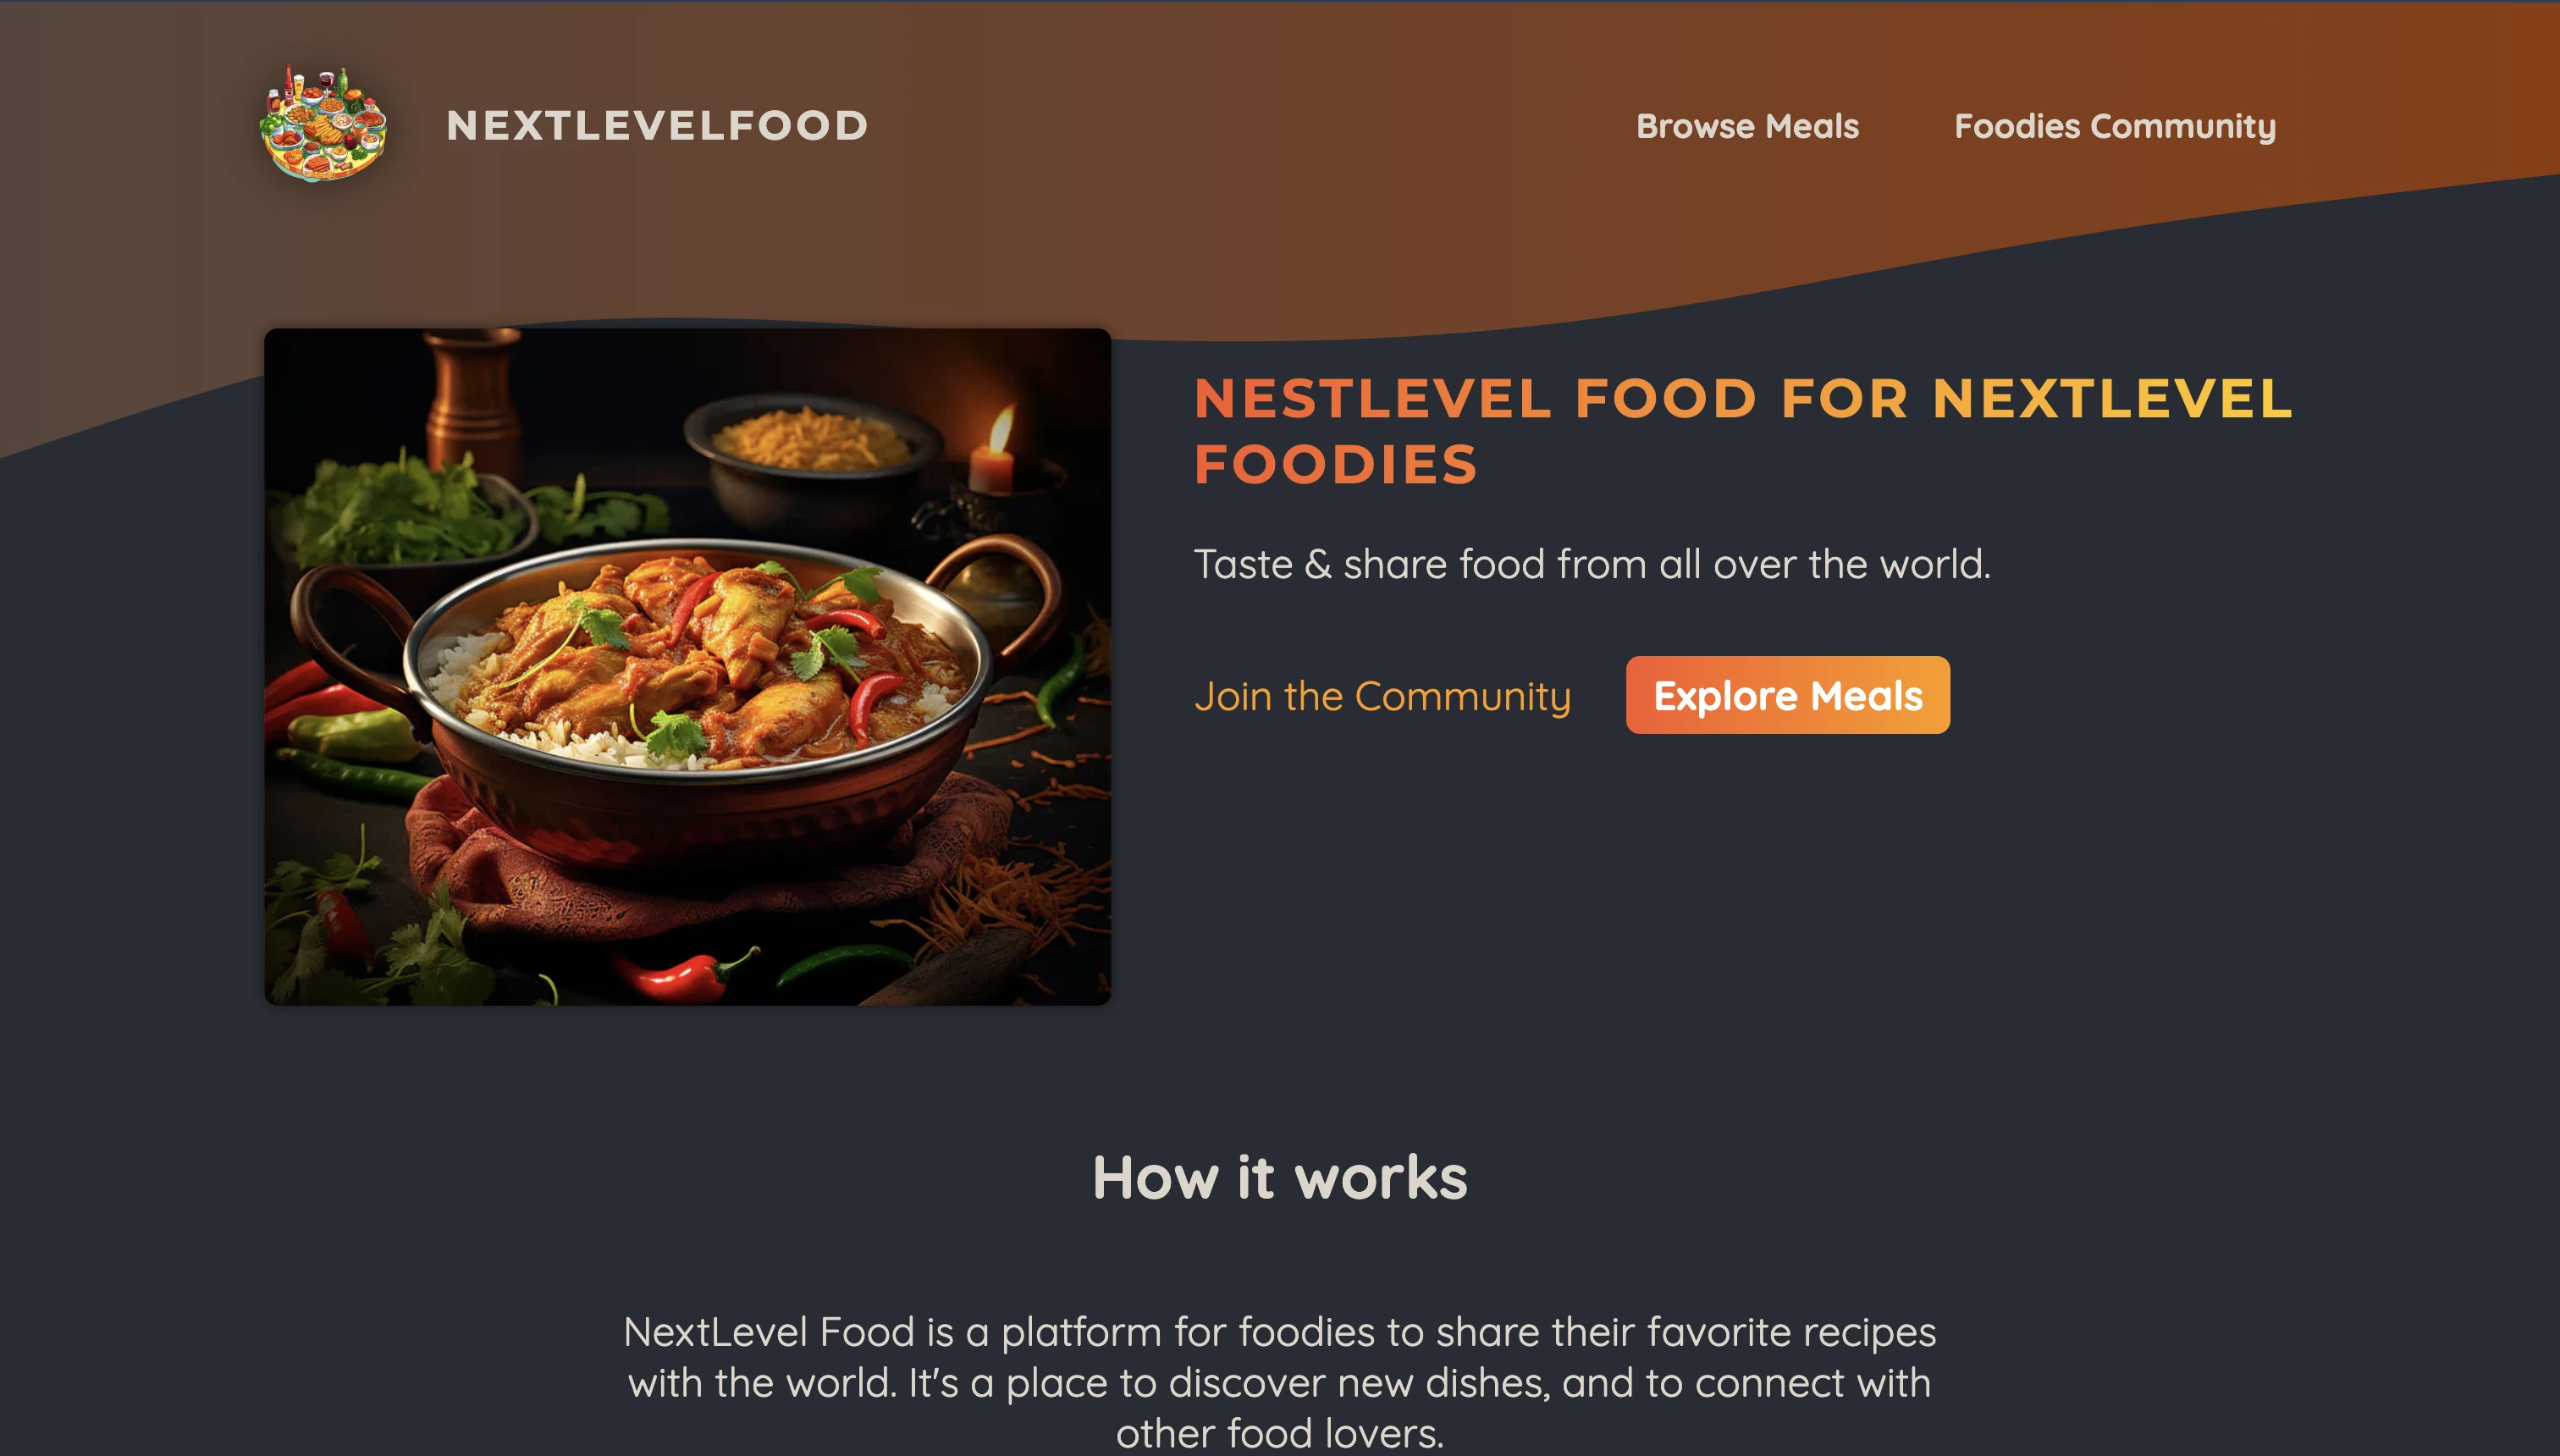 NEXTLEVELFOOD
Browse Meals
Foodies Community
NESTLEVEL FOOD FOR NEXTLEVEL
FOODIES
Taste & share food from all over the world.
Join the Community
Explore Meals
How it works
NextLevel Food is a platform for foodies to share their favorite recipes
with the world. It's a place to discover new dishes, and to connect with
other food lovers.